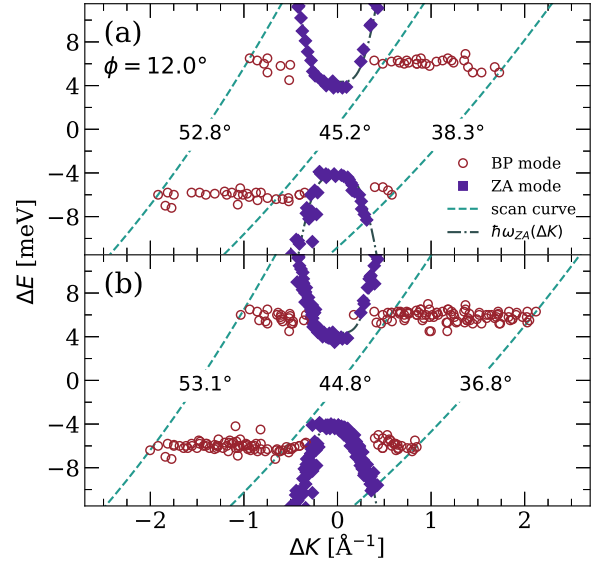 (a)
ϕ = 12.0°
8
4
0
−4
−8
52.8°
45.2°
38.3°
BP mode
ZA mode
scan curve
ℏω_ZA(ΔK)
ΔE [meV]
(b)
8
4
0
−4
−8
53.1°
44.8°
36.8°
−2 −1 0 1 2
ΔK [Å⁻¹]